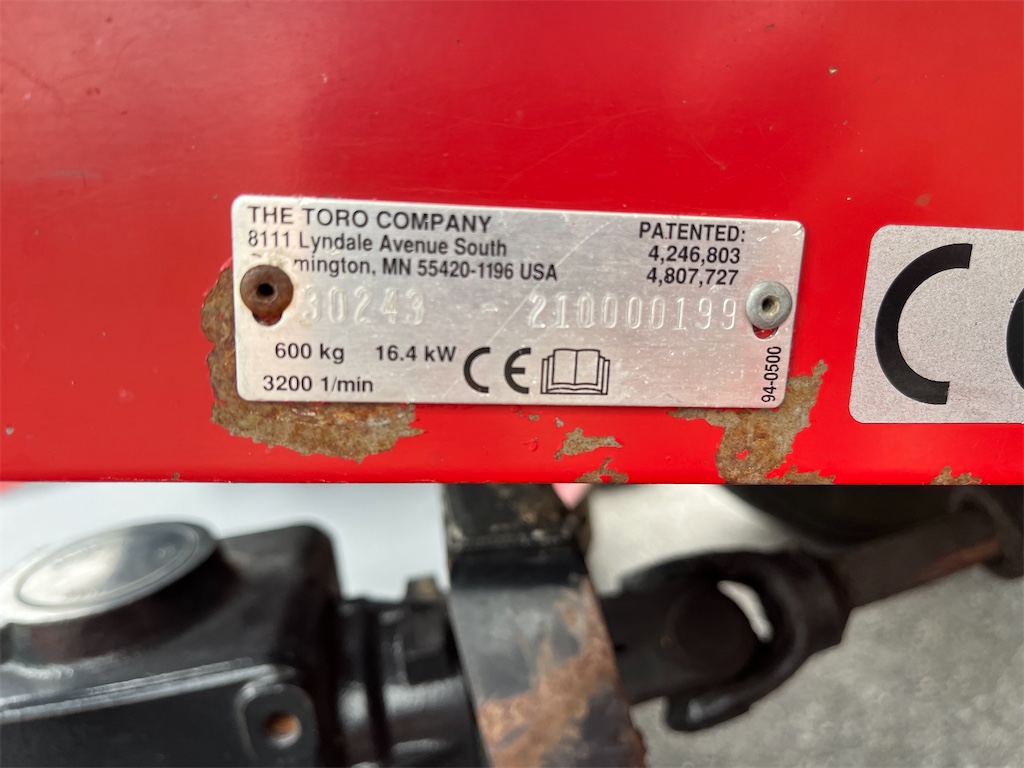 THE TORO COMPANY
8111 Lyndale Avenue South
mington, MN 55420-1196 USA
PATENTED:
4,246,803
4,807,727
30243 - 210000199
600 kg 16.4 kW CE
3200 1/min
94-0500
C